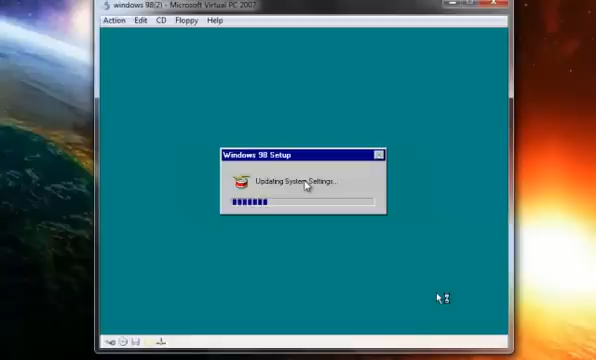 windows 98(2) - Microsoft Virtual PC 2007
Action Edit CD Floppy Help
Windows 98 Setup
Updating System Settings...